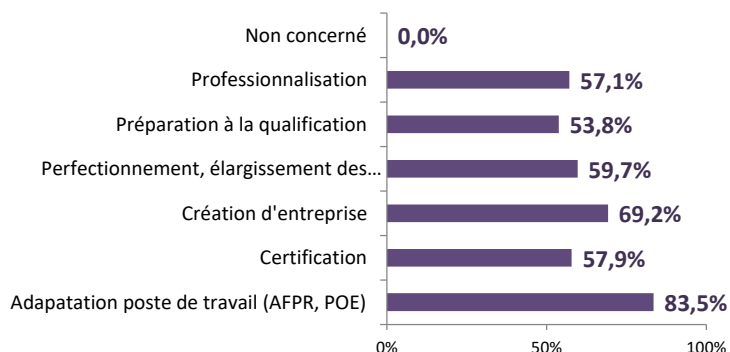 Non concerné 0,0%
Professionnalisation 57,1%
Préparation à la qualification 53,8%
Perfectionnement, élargissement des… 59,7%
Création d'entreprise 69,2%
Certification 57,9%
Adapatation poste de travail (AFPR, POE) 83,5%
0% 50% 100%